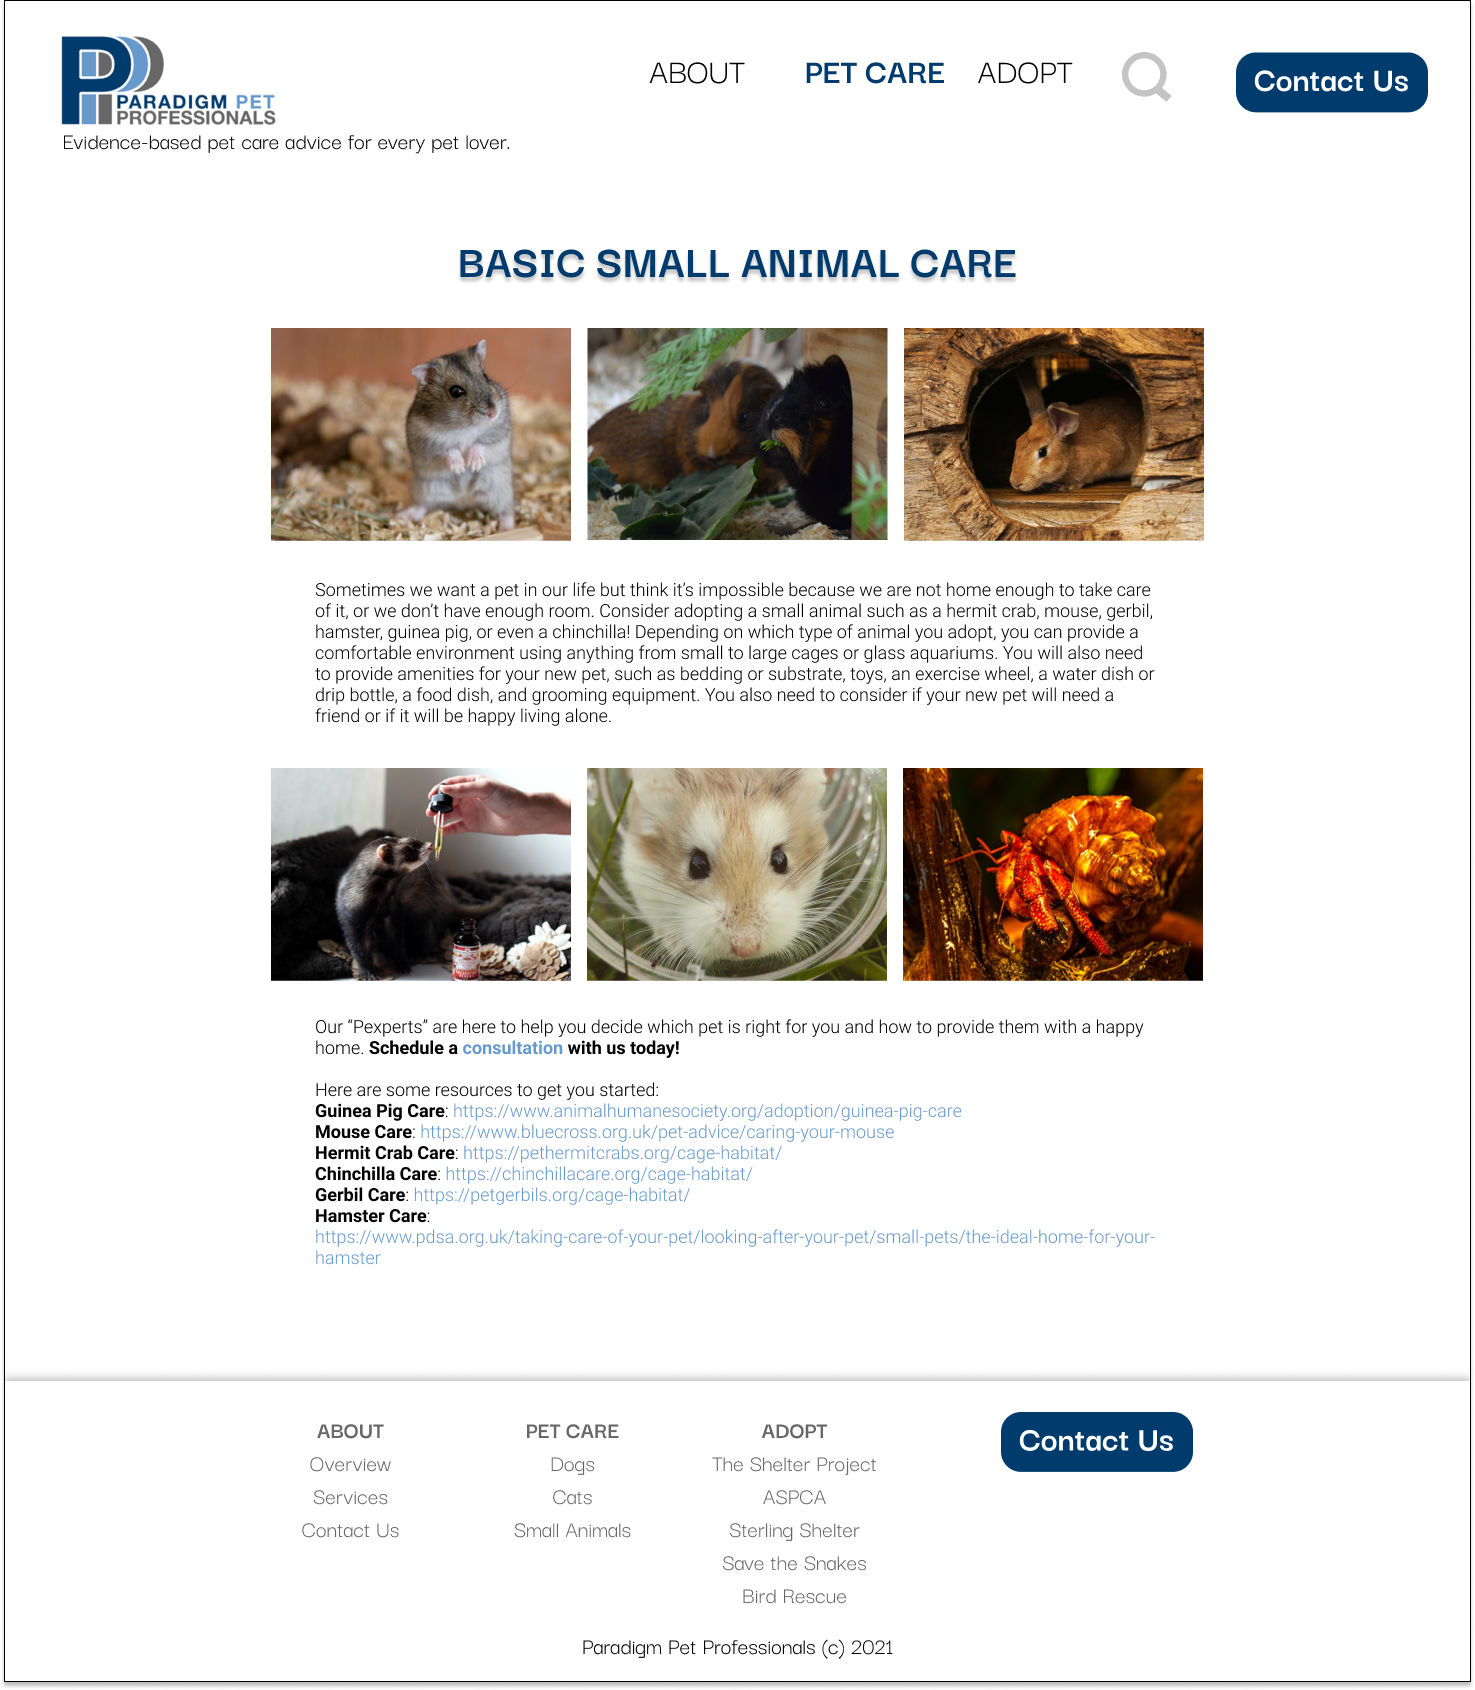 PARADIGM PET
PROFESSIONALS
Evidence-based pet care advice for every pet lover.
ABOUT
PET CARE
ADOPT
Contact Us
BASIC SMALL ANIMAL CARE
Sometimes we want a pet in our life but think it’s impossible because we are not home enough to take care
of it, or we don’t have enough room. Consider adopting a small animal such as a hermit crab, mouse, gerbil,
hamster, guinea pig, or even a chinchilla! Depending on which type of animal you adopt, you can provide a
comfortable environment using anything from small to large cages or glass aquariums. You will also need
to provide amenities for your new pet, such as bedding or substrate, toys, an exercise wheel, a water dish or
drip bottle, a food dish, and grooming equipment. You also need to consider if your new pet will need a
friend or if it will be happy living alone.
Our “Pexperts” are here to help you decide which pet is right for you and how to provide them with a happy
home. Schedule a consultation with us today!
Here are some resources to get you started:
Guinea Pig Care: https://www.animalhumanesociety.org/adoption/guinea-pig-care
Mouse Care: https://www.bluecross.org.uk/pet-advice/caring-your-mouse
Hermit Crab Care: https://pethermitcrabs.org/cage-habitat/
Chinchilla Care: https://chinchillacare.org/cage-habitat/
Gerbil Care: https://petgerbils.org/cage-habitat/
Hamster Care:
https://www.pdsa.org.uk/taking-care-of-your-pet/looking-after-your-pet/small-pets/the-ideal-home-for-your-
hamster
ABOUT
Overview
Services
Contact Us
PET CARE
Dogs
Cats
Small Animals
ADOPT
The Shelter Project
ASPCA
Sterling Shelter
Save the Snakes
Bird Rescue
Contact Us
Paradigm Pet Professionals (c) 2021